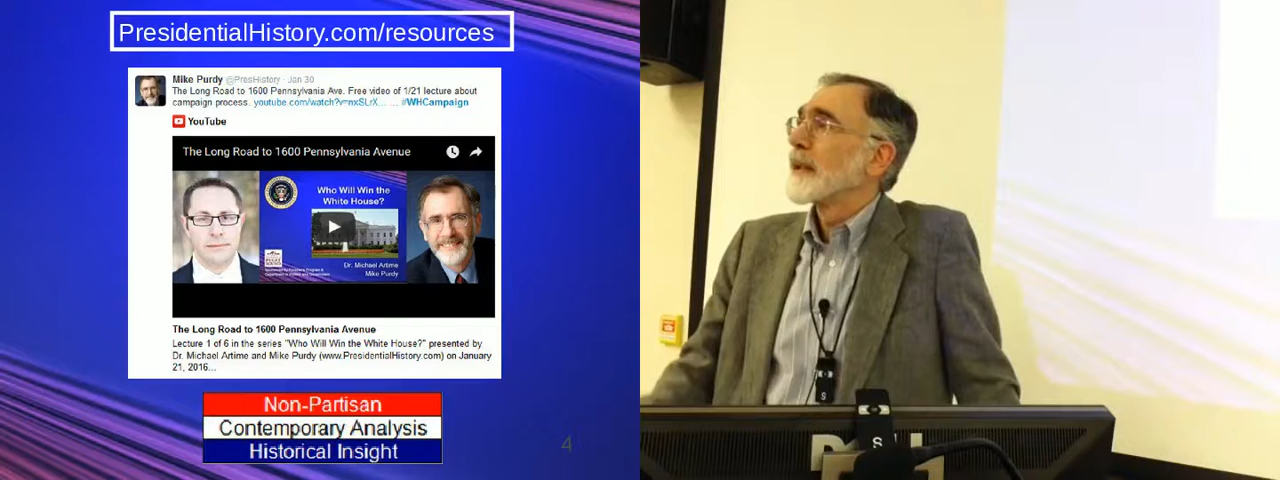 PresidentialHistory.com/resources
Mike Purdy @PresHistory · Jan 30
The Long Road to 1600 Pennsylvania Ave. Free video of 1/21 lecture about
campaign process. youtube.com/watch?v=nxSLrX... ... #WHCampaign
YouTube
The Long Road to 1600 Pennsylvania Avenue
Who Will Win the
White House?
Dr. Michael Artime
Mike Purdy
The Long Road to 1600 Pennsylvania Avenue
Lecture 1 of 6 in the series "Who Will Win the White House?" presented by
Dr. Michael Artime and Mike Purdy (www.PresidentialHistory.com) on January
21, 2016...
Non-Partisan
Contemporary Analysis
Historical Insight
4
S
S